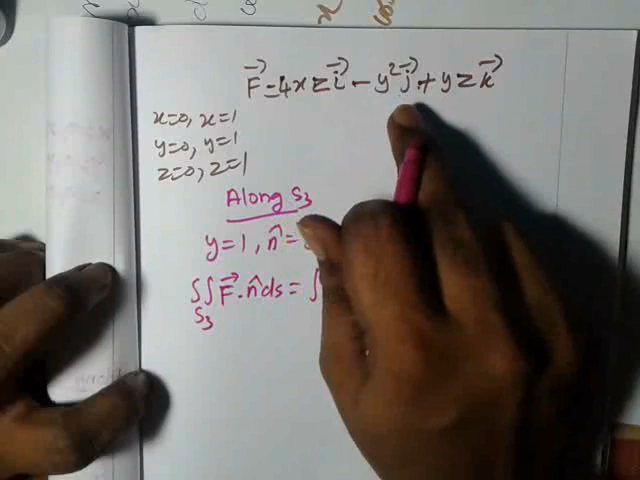 F⃗ = 4xz i⃗ − y² j⃗ + yz k⃗
x=0, x=1
y=0, y=1
z=0, z=1
Along S₃
y=1, n̂=
∫∫ F⃗ . n̂ ds = ∫
S₃